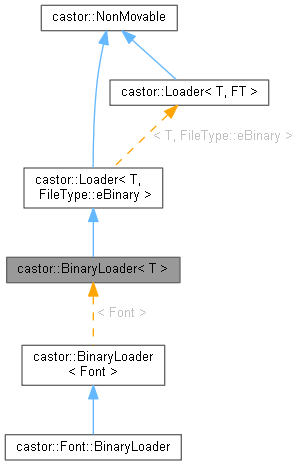 castor::NonMovable
castor::Loader< T, FT >
< T, FileType::eBinary >
castor::Loader< T,
FileType::eBinary >
castor::BinaryLoader< T >
< Font >
castor::BinaryLoader
< Font >
castor::Font::BinaryLoader